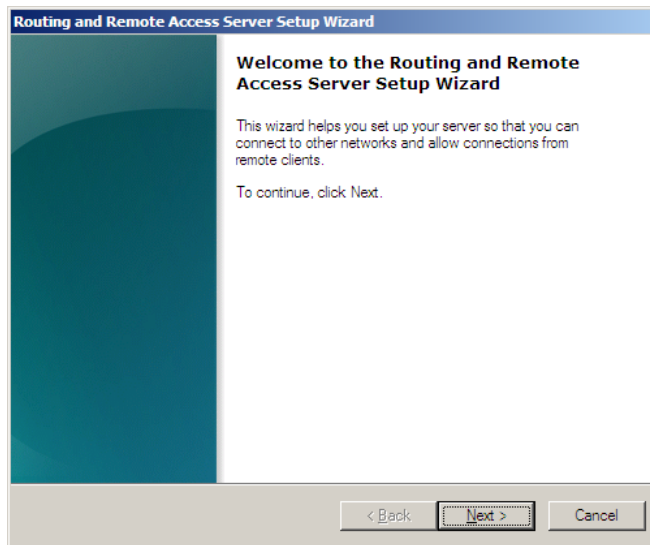 Routing and Remote Access Server Setup Wizard
Welcome to the Routing and Remote
Access Server Setup Wizard
This wizard helps you set up your server so that you can
connect to other networks and allow connections from
remote clients.
To continue, click Next.
< Back
Next >
Cancel